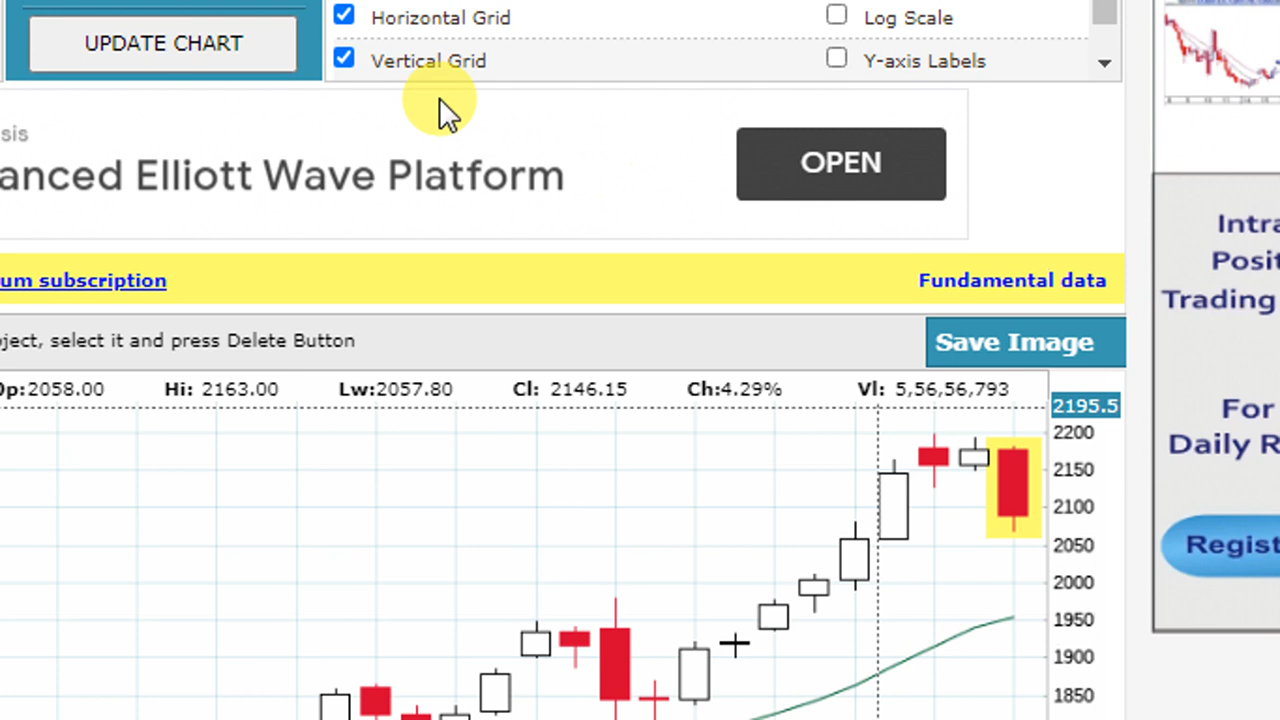 Horizontal Grid
Log Scale
UPDATE CHART
Vertical Grid
Y-axis Labels
sis
anced Elliott Wave Platform
OPEN
um subscription
Fundamental data
ject, select it and press Delete Button
Save Image
Op:2058.00 Hi: 2163.00 Lw:2057.80 Cl: 2146.15 Ch:4.29% Vl: 5,56,56,793
2195.5
2200
2150
2100
2050
2000
1950
1900
1850
Intra
Posit
Trading
For
Daily R
Regist